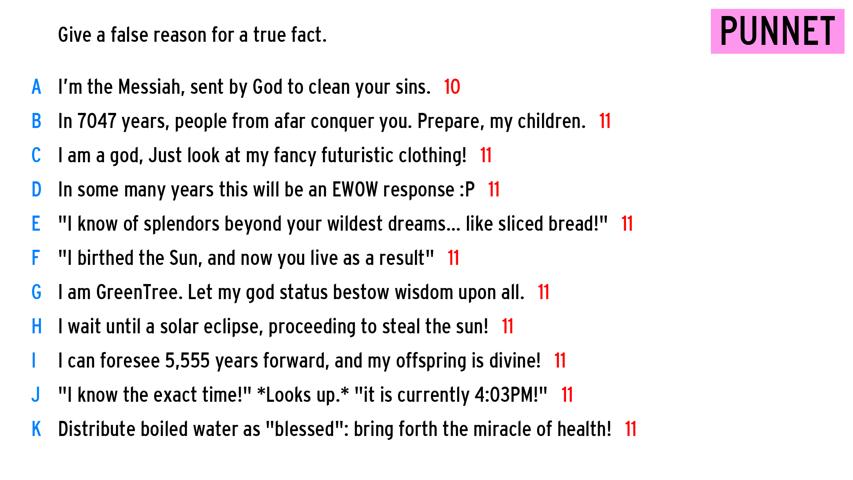 Give a false reason for a true fact.
PUNNET
A I'm the Messiah, sent by God to clean your sins. 10
B In 7047 years, people from afar conquer you. Prepare, my children. 11
C I am a god, Just look at my fancy futuristic clothing! 11
D In some many years this will be an EWOW response :P 11
E "I know of splendors beyond your wildest dreams... like sliced bread!" 11
F "I birthed the Sun, and now you live as a result" 11
G I am GreenTree. Let my god status bestow wisdom upon all. 11
H I wait until a solar eclipse, proceeding to steal the sun! 11
I I can foresee 5,555 years forward, and my offspring is divine! 11
J "I know the exact time!" *Looks up.* "it is currently 4:03PM!" 11
K Distribute boiled water as "blessed": bring forth the miracle of health! 11